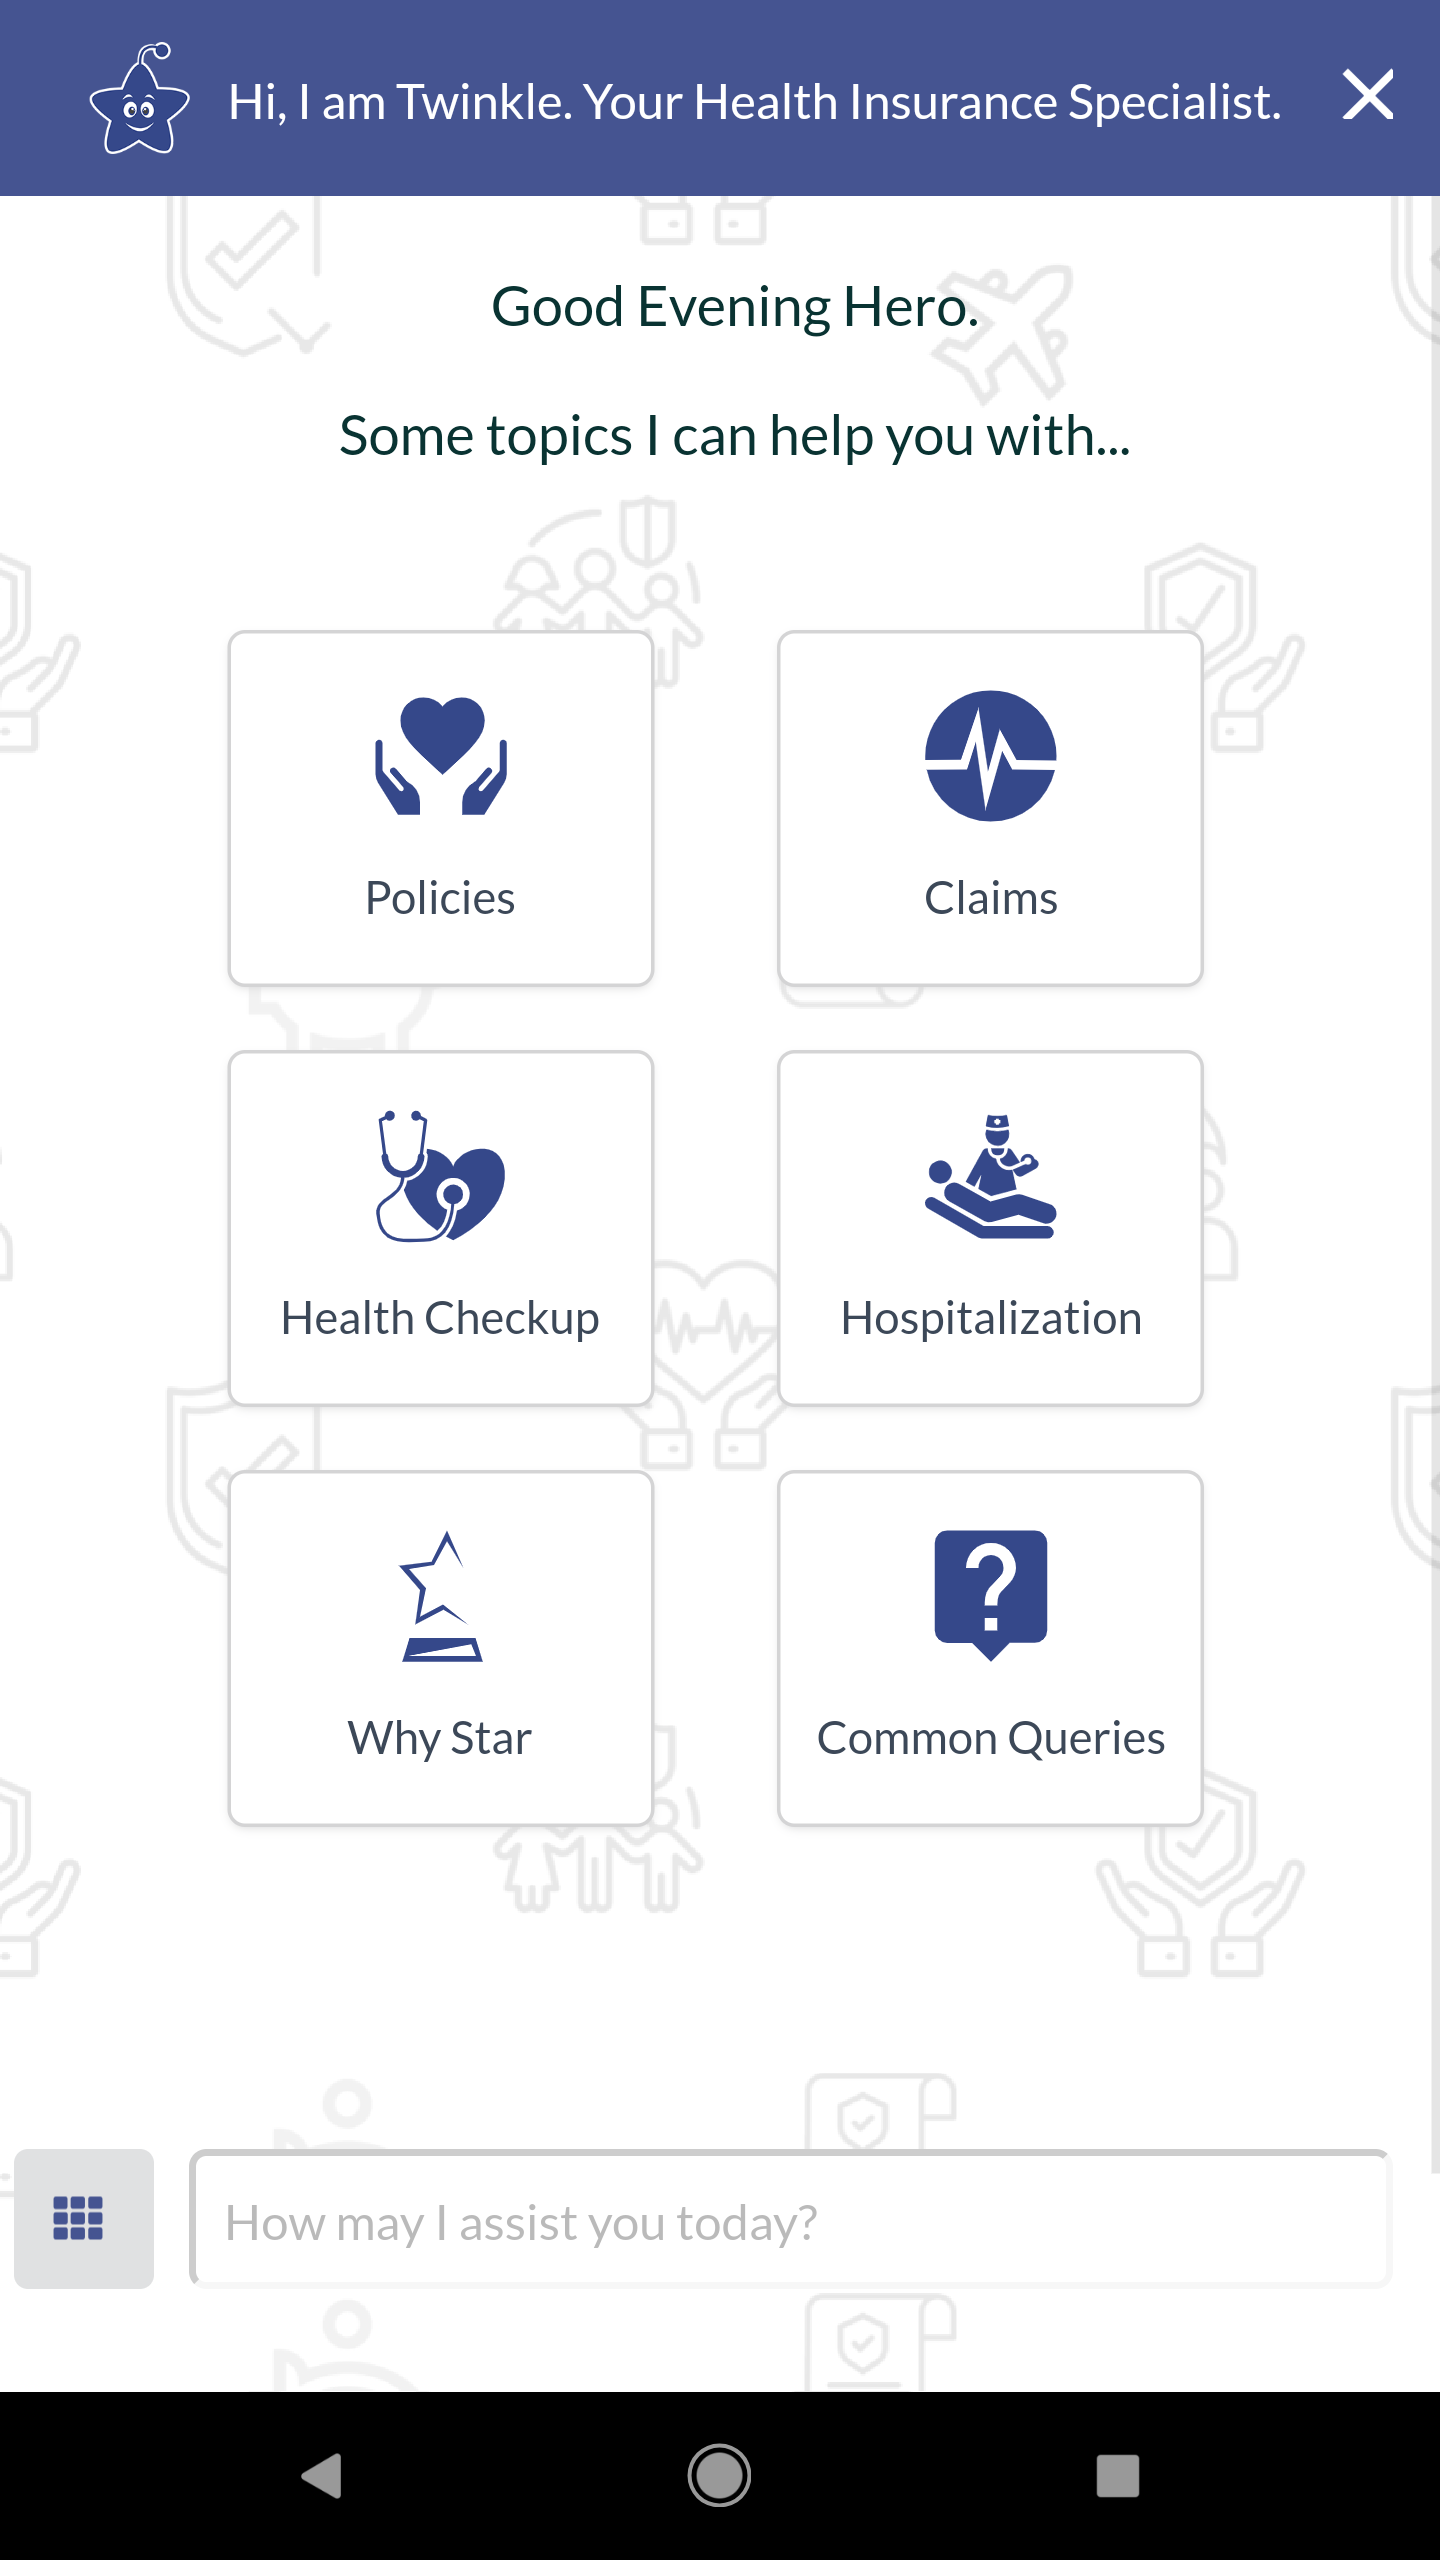 Hi, I am Twinkle. Your Health Insurance Specialist.
Good Evening Hero.
Some topics I can help you with...
Policies
Claims
Health Checkup
Hospitalization
Why Star
Common Queries
How may I assist you today?